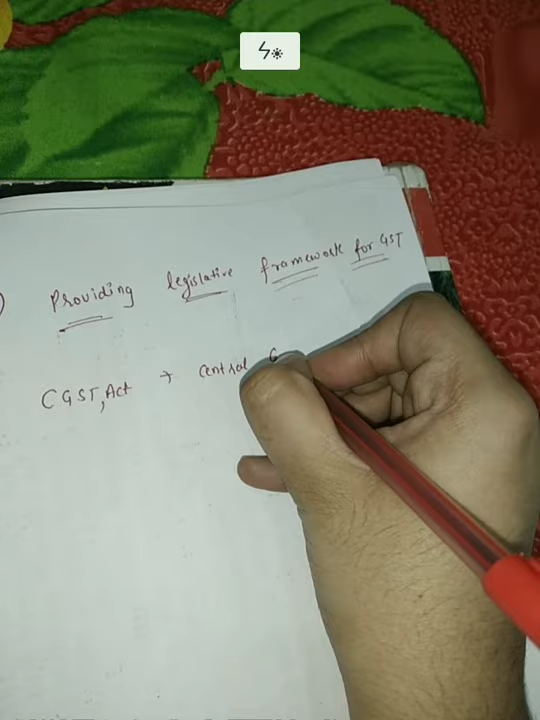 Providing legislative framework for GST
CGST, Act + Central G